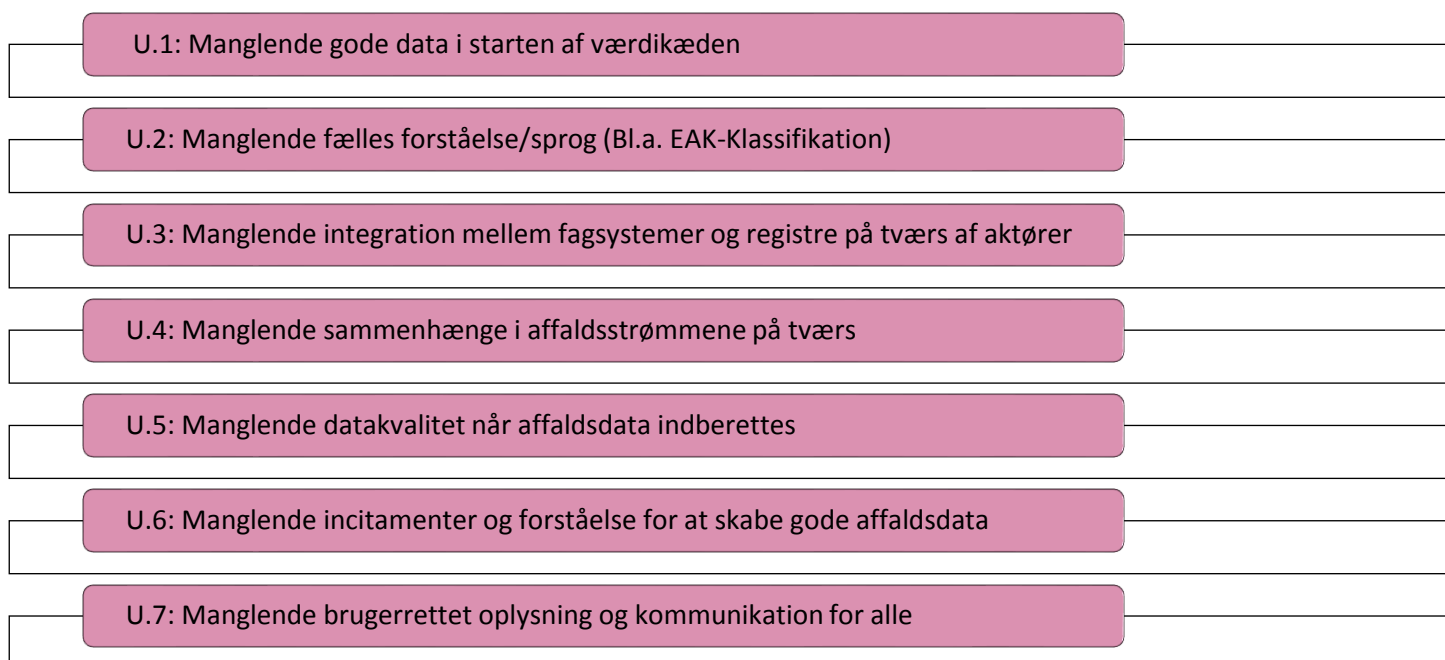 U.1: Manglende gode data i starten af værdikæden
U.2: Manglende fælles forståelse/sprog (Bl.a. EAK-Klassifikation)
U.3: Manglende integration mellem fagsystemer og registre på tværs af aktører
U.4: Manglende sammenhænge i affaldsstrømmene på tværs
U.5: Manglende datakvalitet når affaldsdata indberettes
U.6: Manglende incitamenter og forståelse for at skabe gode affaldsdata
U.7: Manglende brugerrettet oplysning og kommunikation for alle